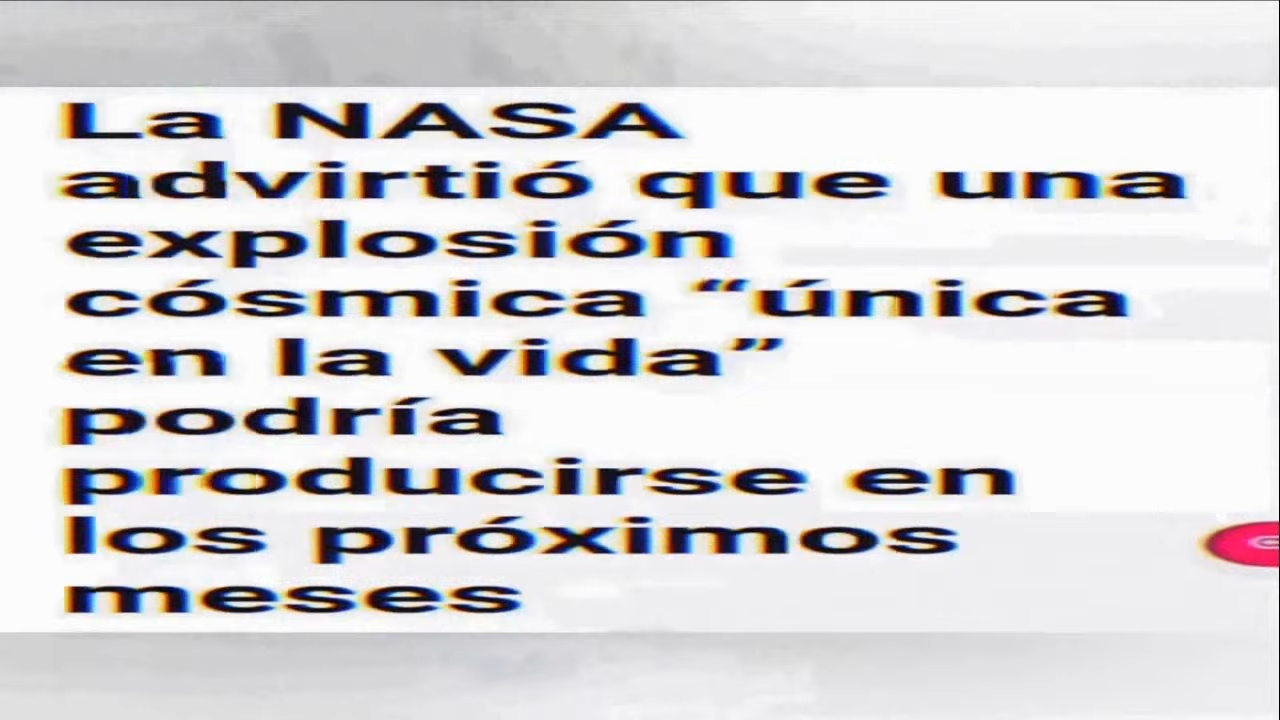 La NASA
advirtió que una
explosión
cósmica “única
en la vida”
podría
producirse en
los próximos
meses